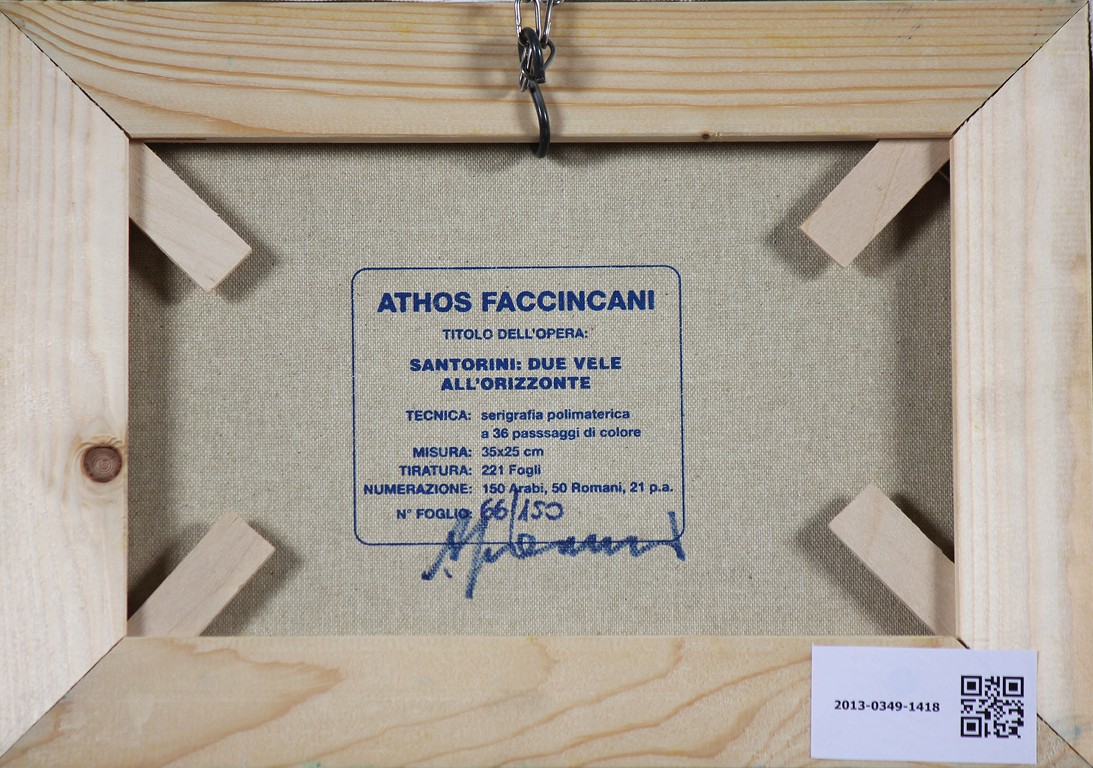 ATHOS FACCINCANI
TITOLO DELL'OPERA:
SANTORINI: DUE VELE
ALL'ORIZZONTE
TECNICA: serigrafia polimaterica
a 36 passsaggi di colore
MISURA: 35x25 cm
TIRATURA: 221 Fogli
NUMERAZIONE: 150 Arabi, 50 Romani, 21 p.a.
N° FOGLIO: 66/150
2013-0349-1418